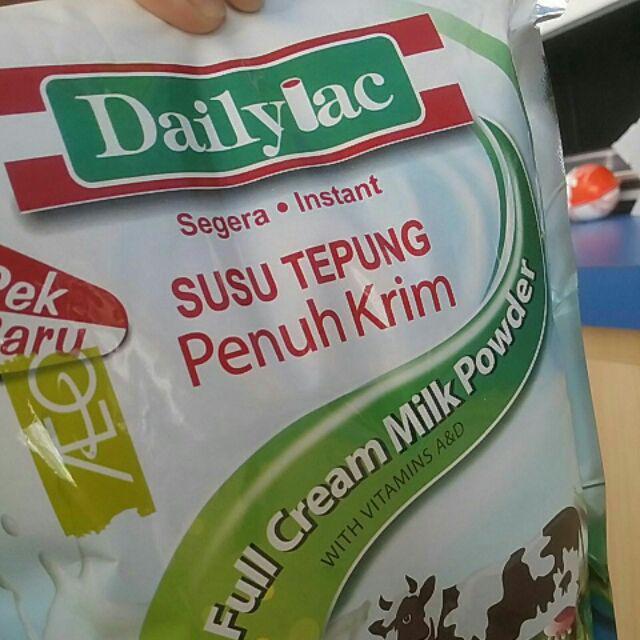 Dailylac
Segera • Instant
SUSU TEPUNG
Penuh Krim
Pek
Baru
Full Cream Milk Powder
WITH VITAMINS A&D